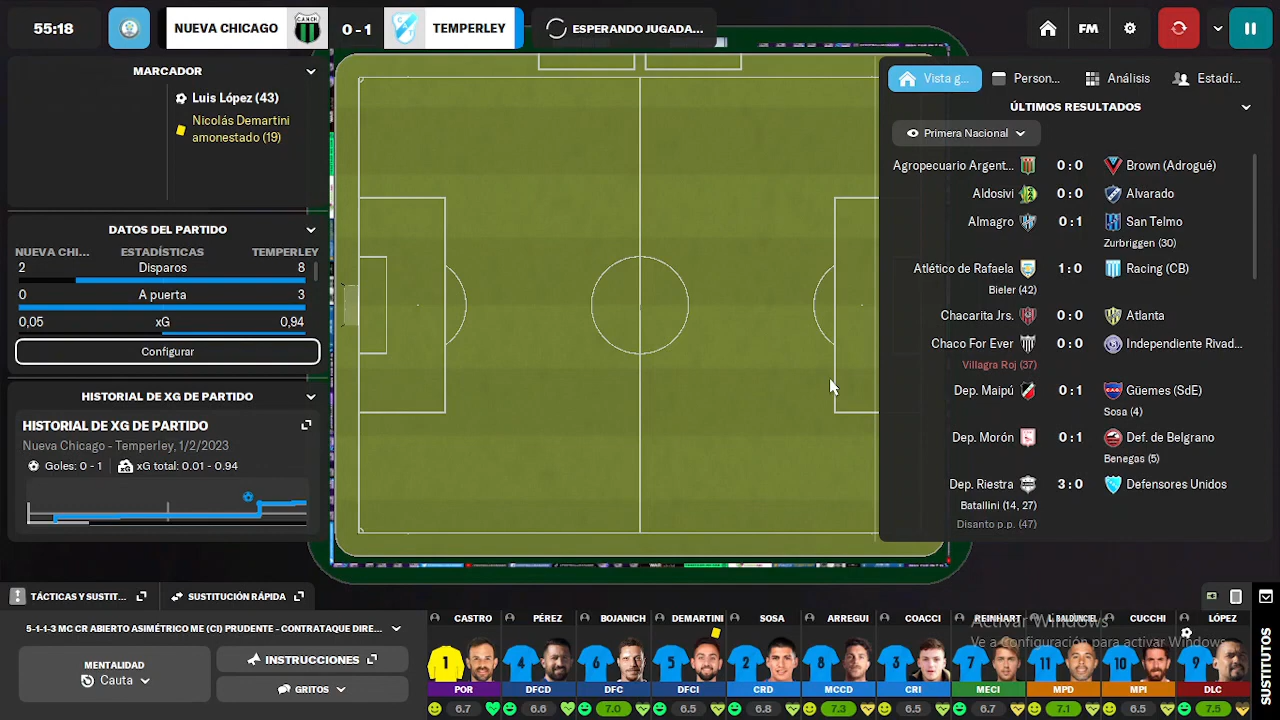 55:18
NUEVA CHICAGO
0 - 1
TEMPERLEY
ESPERANDO JUGADA...
FM
MARCADOR
Luis López (43)
Nicolás Demartini
amonestado (19)
DATOS DEL PARTIDO
NUEVA CHI... ESTADÍSTICAS TEMPERLEY
2 Disparos 8
0 A puerta 3
0,05 xG 0,94
Configurar
HISTORIAL DE XG DE PARTIDO
HISTORIAL DE XG DE PARTIDO
Nueva Chicago - Temperley, 1/2/2023
Goles: 0 - 1 xG total: 0.01 - 0.94
Vista g... Person... Análisis Estadí...
ÚLTIMOS RESULTADOS
Primera Nacional
Agropecuario Argent... 0 : 0 Brown (Adrogué)
Aldosivi 0 : 0 Alvarado
Almagro 0 : 1 San Telmo
Zurbriggen (30)
Atlético de Rafaela 1 : 0 Racing (CB)
Bieler (42)
Chacarita Jrs. 0 : 0 Atlanta
Chaco For Ever 0 : 0 Independiente Rivad...
Villagra Roj (37)
Dep. Maipú 0 : 1 Güemes (SdE)
Sosa (4)
Dep. Morón 0 : 1 Def. de Belgrano
Benegas (5)
Dep. Riestra 3 : 0 Defensores Unidos
Batallini (14, 27)
Disanto p.p. (47)
TÁCTICAS Y SUSTIT... SUSTITUCIÓN RÁPIDA
5-1-1-3 MC CR ABIERTO ASIMÉTRICO ME (CI) PRUDENTE - CONTRATAQUE DIRE...
MENTALIDAD
Cauta
INSTRUCCIONES
GRITOS
CASTRO PÉREZ BOJANICH DEMARTINI SOSA ARREGUI COACCI REINHART L. BALDUNCIEL CUCCHI LÓPEZ
Activar Windows
Ve a Configuración para activar Windows.
1 4 6 5 2 8 3 7 11 10 9
POR DFCD DFC DFCI CRD MCCD CRI MECI MPD MPI DLC
6.7 6.6 7.0 6.5 6.8 7.3 6.5 6.7 7.1 6.5 7.5
SUSTITUTOS